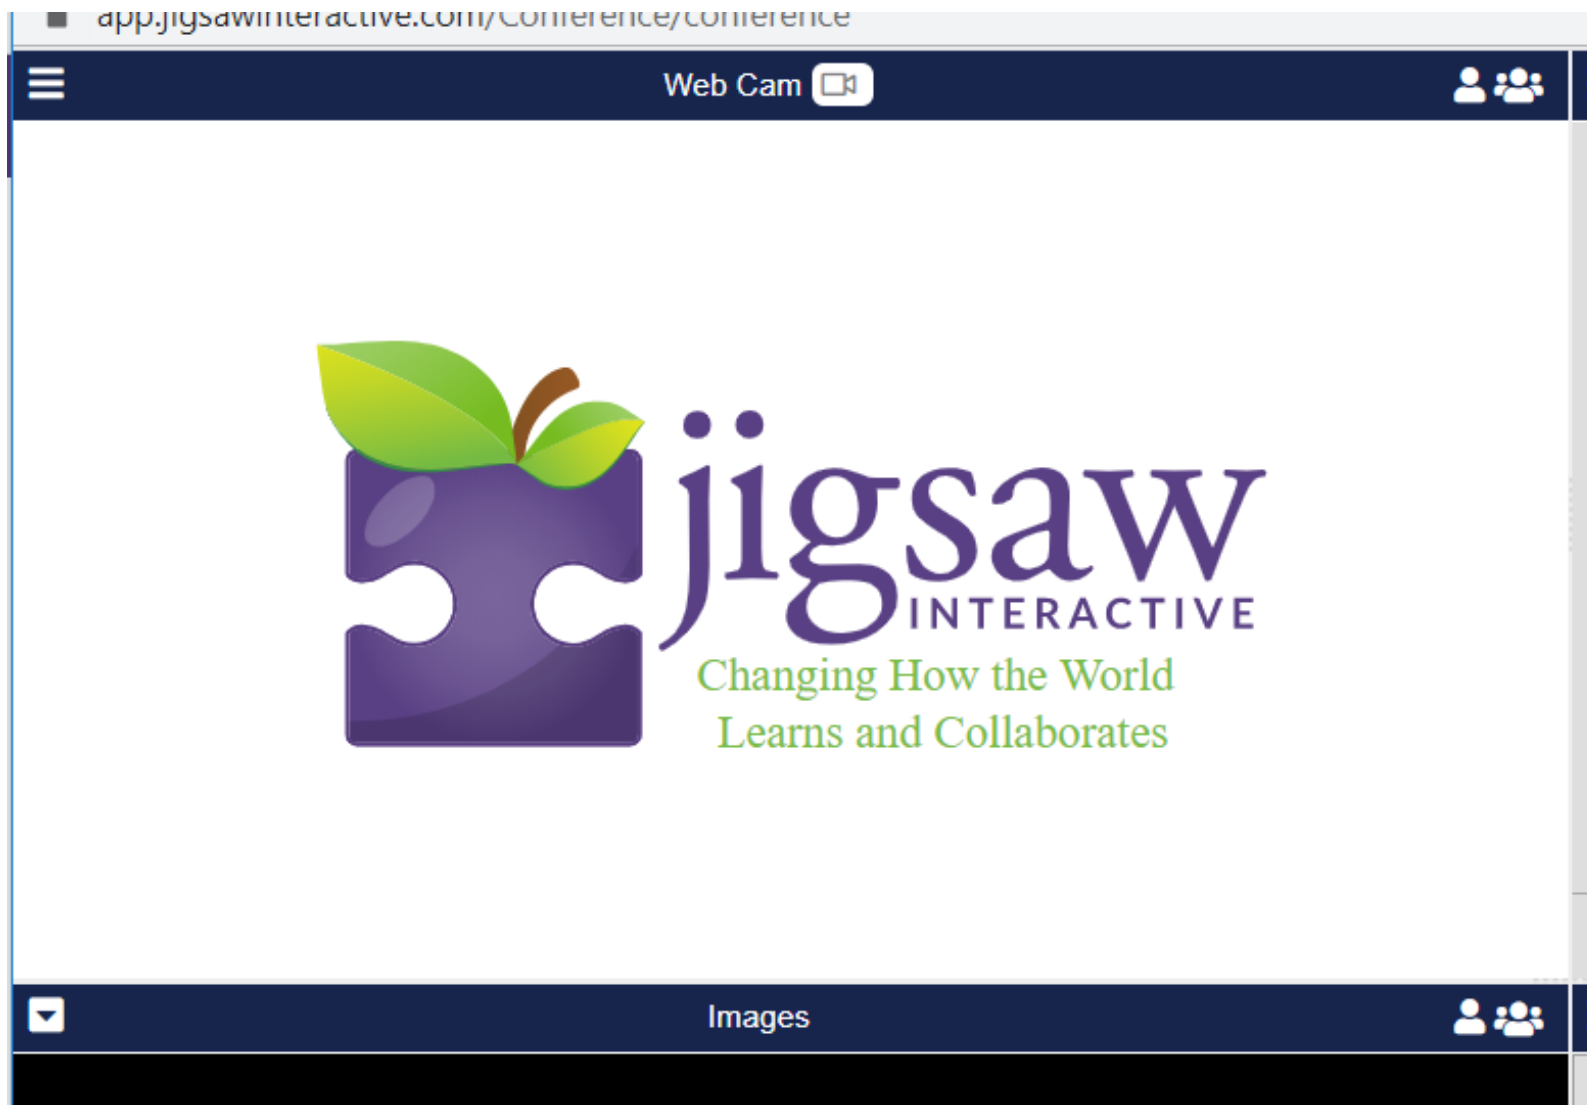 app.jigsawinteractive.com/Conference/conference
Web Cam
jigsaw
INTERACTIVE
Changing How the World
Learns and Collaborates
Images